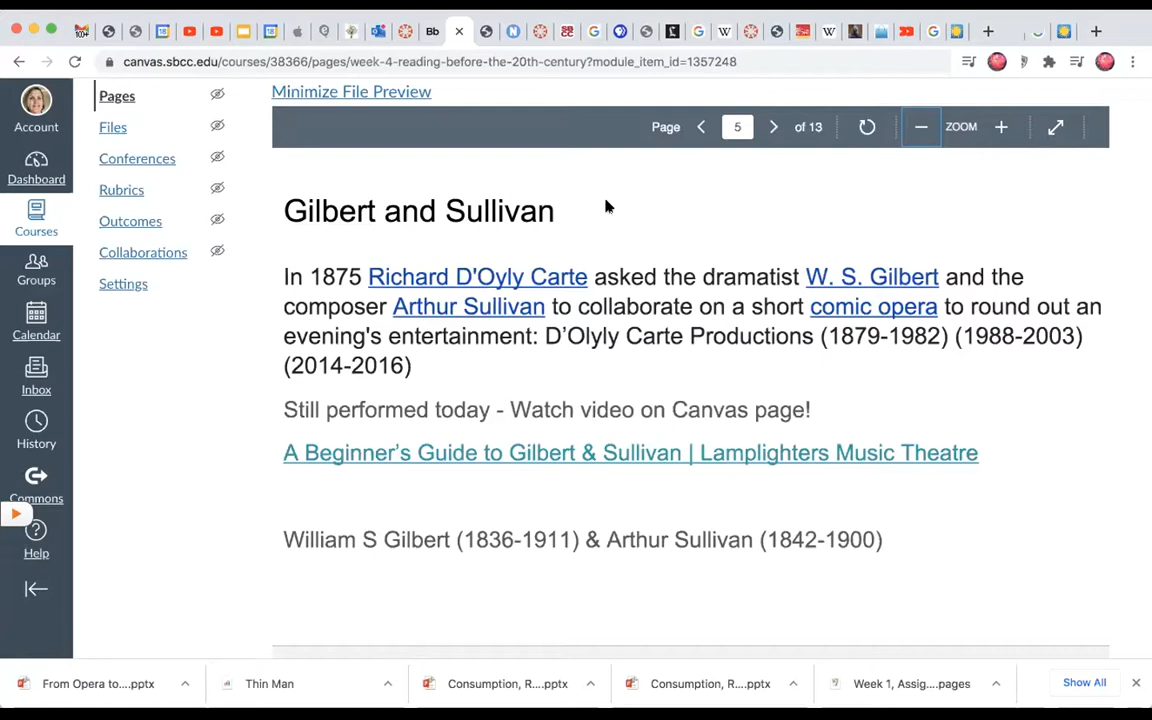 Bb
canvas.sbcc.edu/courses/38366/pages/week-4-reading-before-the-20th-century?module_item_id=1357248
Account
Dashboard
Courses
Groups
Calendar
Inbox
History
Commons
Help
Pages
Files
Conferences
Rubrics
Outcomes
Collaborations
Settings
Minimize File Preview
Page 5 of 13 ZOOM
Gilbert and Sullivan
In 1875 Richard D'Oyly Carte asked the dramatist W. S. Gilbert and the
composer Arthur Sullivan to collaborate on a short comic opera to round out an
evening's entertainment: D’Olyly Carte Productions (1879-1982) (1988-2003)
(2014-2016)
Still performed today - Watch video on Canvas page!
A Beginner’s Guide to Gilbert & Sullivan | Lamplighters Music Theatre
William S Gilbert (1836-1911) & Arthur Sullivan (1842-1900)
From Opera to....pptx
Thin Man
Consumption, R....pptx
Consumption, R....pptx
Week 1, Assig....pages
Show All